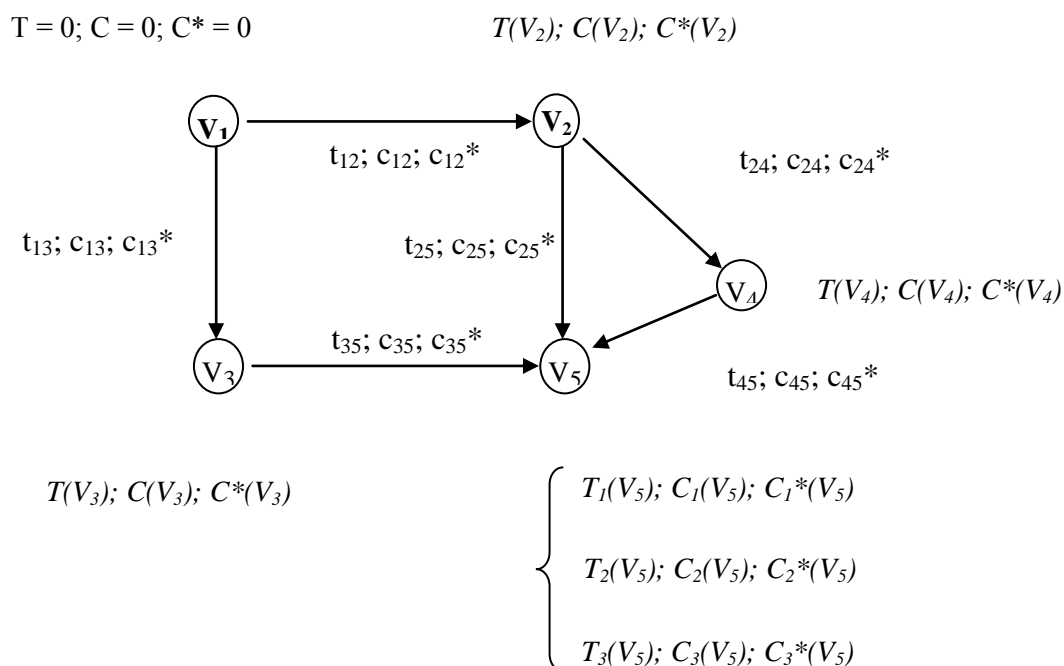 T = 0; C = 0; C* = 0
T(V₂); C(V₂); C*(V₂)
V₁
V₂
t₁₂; c₁₂; c₁₂*
t₂₄; c₂₄; c₂₄*
t₁₃; c₁₃; c₁₃*
t₂₅; c₂₅; c₂₅*
V₄
T(V₄); C(V₄); C*(V₄)
t₃₅; c₃₅; c₃₅*
V₃
V₅
t₄₅; c₄₅; c₄₅*
T(V₃); C(V₃); C*(V₃)
T₁(V₅); C₁(V₅); C₁*(V₅)
T₂(V₅); C₂(V₅); C₂*(V₅)
T₃(V₅); C₃(V₅); C₃*(V₅)